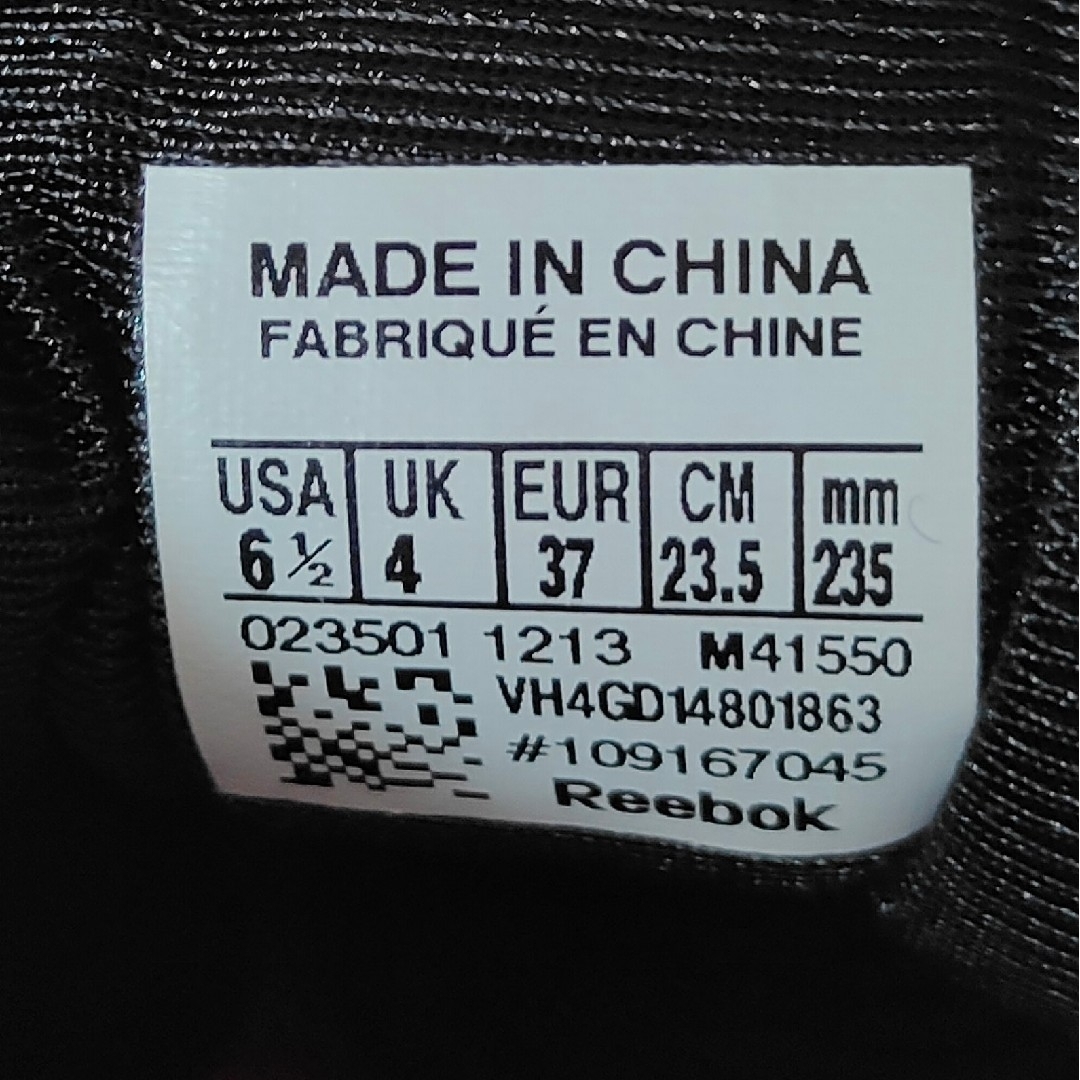 MADE IN CHINA
FABRIQUÉ EN CHINE
USA UK EUR CM mm
6 ½ 4 37 23.5 235
023501 1213 M41550
VH4GD14801863
#109167045
Reebok